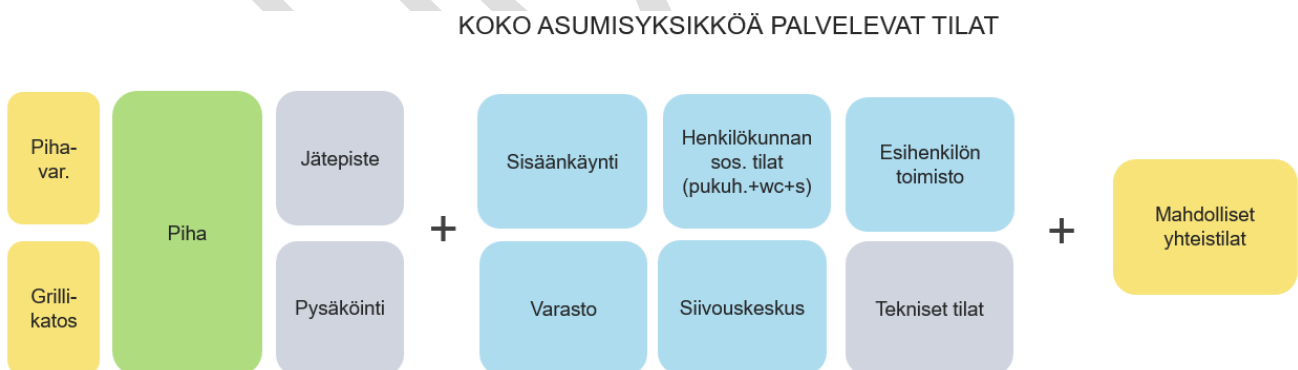 KOKO ASUMISYKSIKKÖÄ PALVELEVAT TILAT
Piha-
var.
Grilli-
katos
Piha
Jätepiste
Pysäköinti
+
Sisäänkäynti
Henkilökunnan
sos. tilat
(pukuh.+wc+s)
Esihenkilön
toimisto
Varasto
Siivouskeskus
Tekniset tilat
+
Mahdolliset
yhteistilat